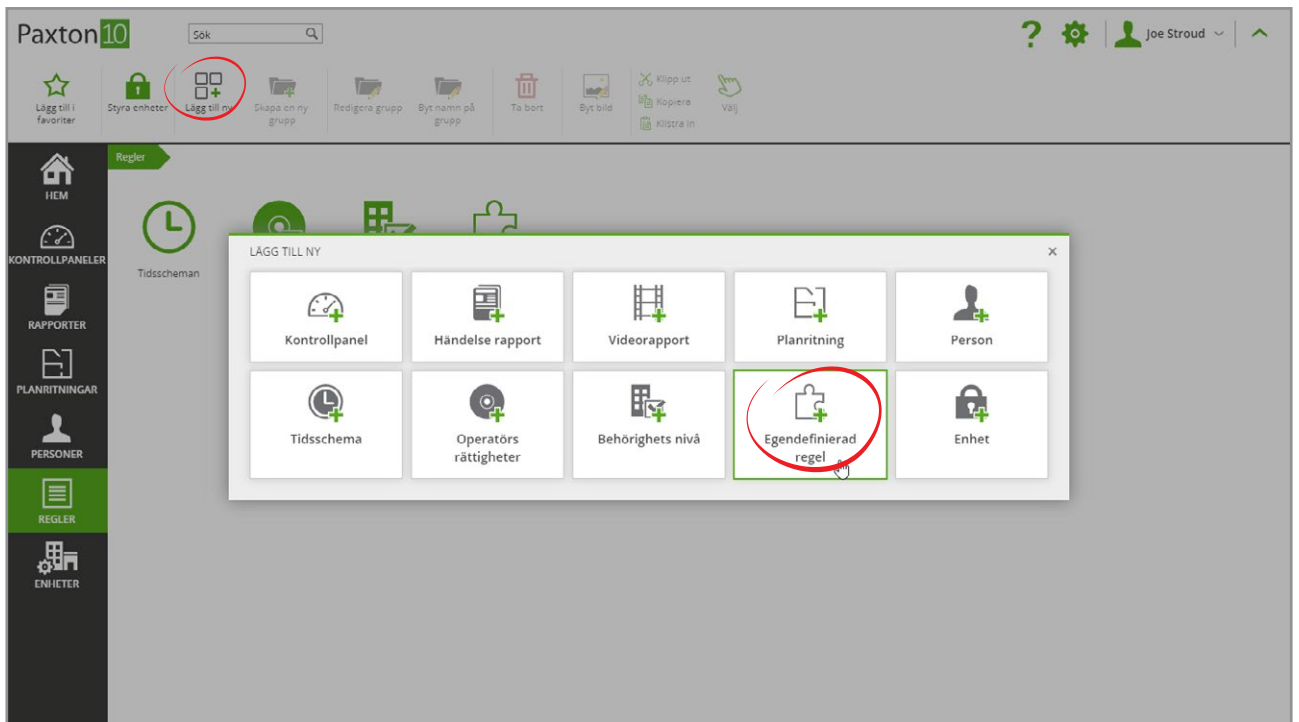 Paxton10
Sök
?
Joe Stroud
Lägg till i
favoriter
Styra enheter
Lägg till ny
Skapa en ny
grupp
Redigera grupp
Byt namn på
grupp
Ta bort
Byt bild
Klipp ut
Kopiera
Klistra in
Välj
HEM
KONTROLLPANELER
RAPPORTER
PLANRITNINGAR
PERSONER
REGLER
ENHETER
Regler
Tidsscheman
LÄGG TILL NY
×
Kontrollpanel
Händelse rapport
Videorapport
Planritning
Person
Tidsschema
Operatörs
rättigheter
Behörighets nivå
Egendefinierad
regel
Enhet